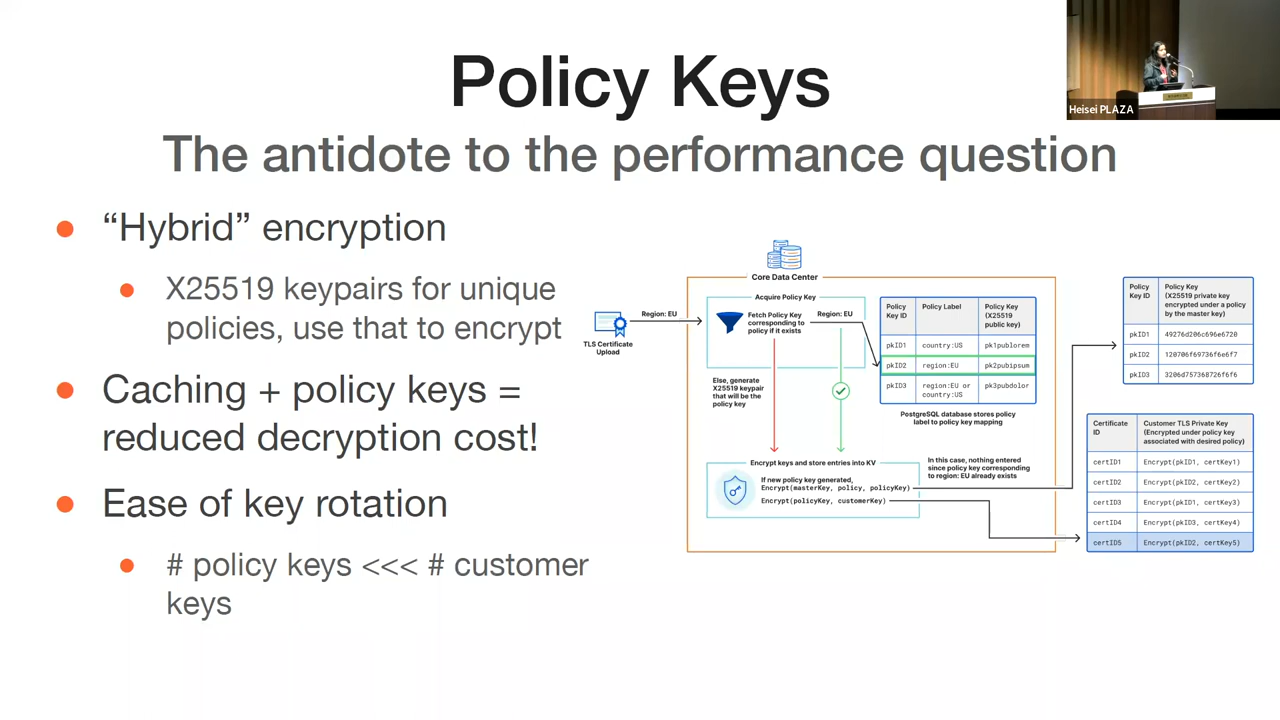 Policy Keys
The antidote to the performance question
Heisei PLAZA
● “Hybrid” encryption
● X25519 keypairs for unique
policies, use that to encrypt
● Caching + policy keys =
reduced decryption cost!
● Ease of key rotation
● # policy keys <<< # customer
keys
TLS Certificate
Upload
Region: EU
Core Data Center
Acquire Policy Key
Fetch Policy Key
corresponding to
policy if it exists
Region: EU
Else, generate
X25519 keypair
that will be the
policy key
Policy
Key ID
Policy Label
Policy Key
(X25519
public key)
pkID1 country:US pk1publorem
pkID2 region:EU pk2pubipsum
pkID3 region:EU or
country:US
pk3pubdolor
PostgreSQL database stores policy
label to policy key mapping
Encrypt keys and store entries into KV
If new policy key generated,
Encrypt(masterKey, policy, policyKey)
Encrypt(policyKey, customerKey)
In this case, nothing entered
since policy key corresponding
to region: EU already exists
Policy
Key ID
Policy Key
(X25519 private key
encrypted under a policy
by the master key)
pkID1 49276d206c696e6720
pkID2 120706f69736f6e6f7
pkID3 3206d757368726f6f6
Certificate
ID
Customer TLS Private Key
(Encrypted under policy key
associated with desired policy)
certID1 Encrypt(pkID1, certKey1)
certID2 Encrypt(pkID2, certKey2)
certID3 Encrypt(pkID1, certKey3)
certID4 Encrypt(pkID3, certKey4)
certID5 Encrypt(pkID2, certKey5)